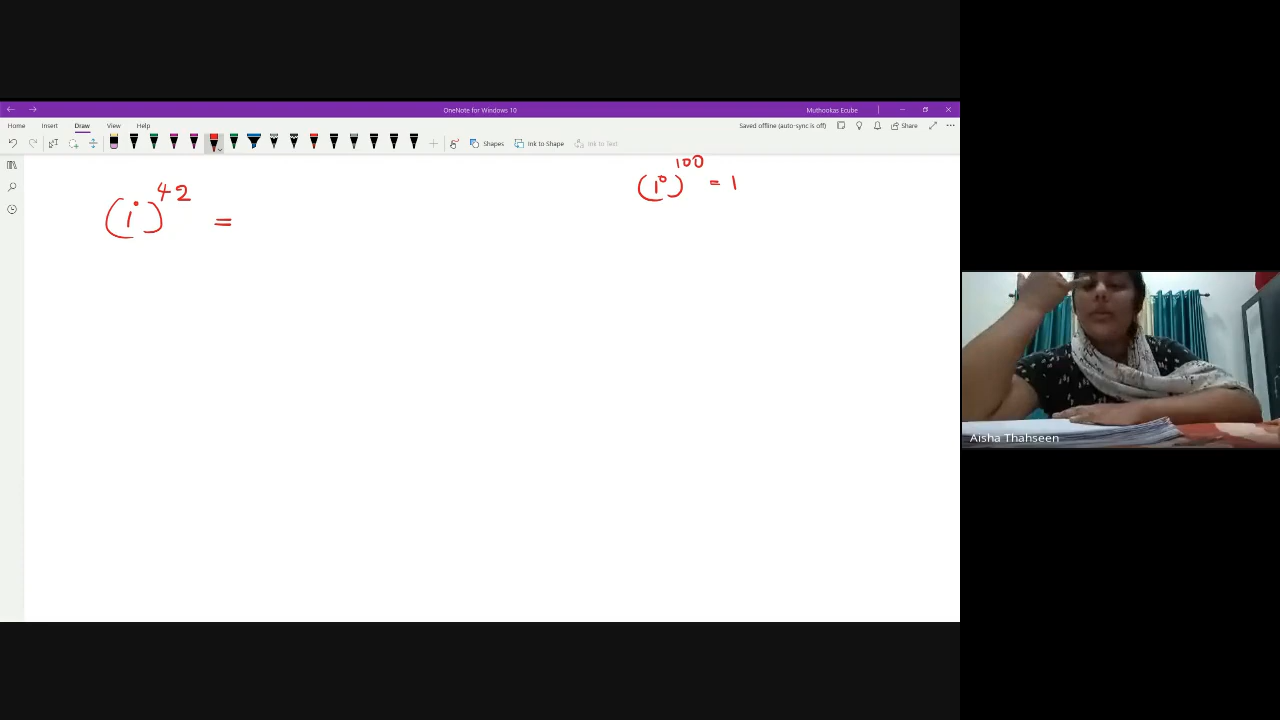 OneNote for Windows 10
Muthookas Ecube
Home Insert Draw View Help
Saved offline (auto-sync is off)
Share
Shapes
Ink to Shape
Ink to Text
(i)^100 = 1
(i)^42 =
Aisha Thahseen